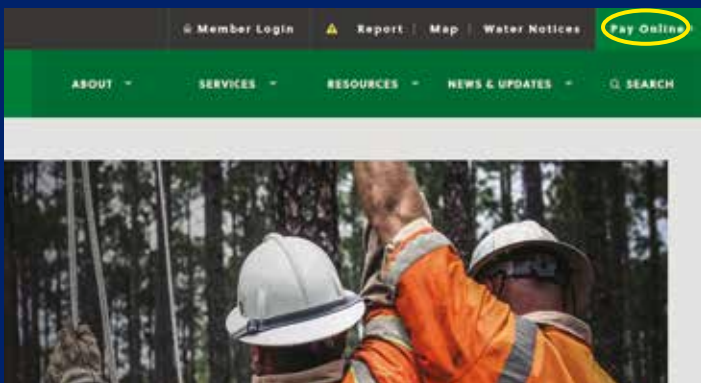 Member Login Report | Map | Water Notices Pay Online
ABOUT SERVICES RESOURCES NEWS & UPDATES SEARCH